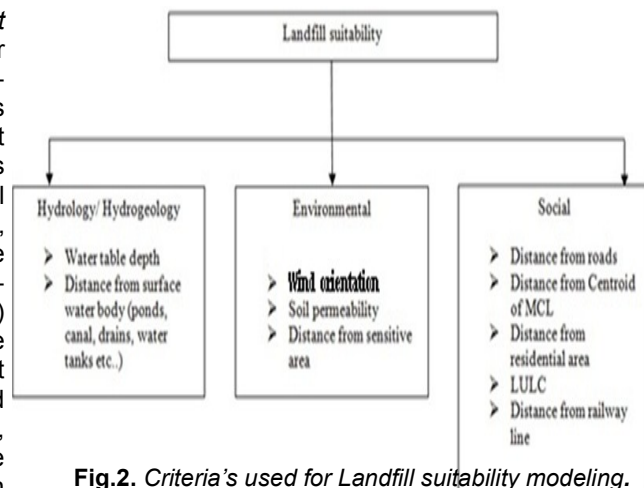 Landfill suitability
Hydrology/ Hydrogeology
➢ Water table depth
➢ Distance from surface
water body (ponds,
canal, drains, water
tanks etc..)
Environmental
➢ Wind orientation
➢ Soil permeability
➢ Distance from sensitive
area
Social
➢ Distance from roads
➢ Distance from Centroid
of MCL
➢ Distance from
residential area
➢ LULC
➢ Distance from railway
line
Fig.2. Criteria's used for Landfill suitability modeling.